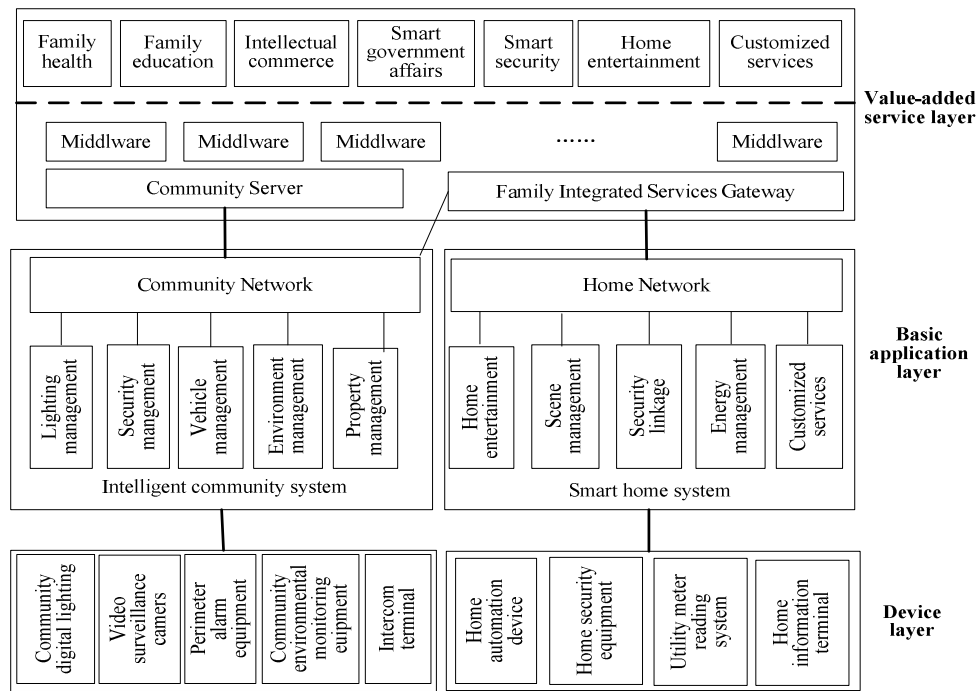 Family
health
Family
education
Intellectual
commerce
Smart
government
affairs
Smart
security
Home
entertainment
Customized
services
Value-added
service layer
Middlware
Middlware
Middlware
......
Middlware
Community Server
Family Integrated Services Gateway
Community Network
Home Network
Lighting
management
Security
mangement
Vehicle
management
Environment
management
Property
management
Home
entertainment
Scene
management
Security
linkage
Energy
management
Customized
services
Basic
application
layer
Intelligent community system
Smart home system
Community
digital lighting
Video
surveillance
camers
Perimeter
alarm
equipment
Community
environmental
monitoring
euipment
Intercom
terminal
Home
automation
device
Home security
equipment
Utility meter
reading
system
Home
information
terminal
Device
layer